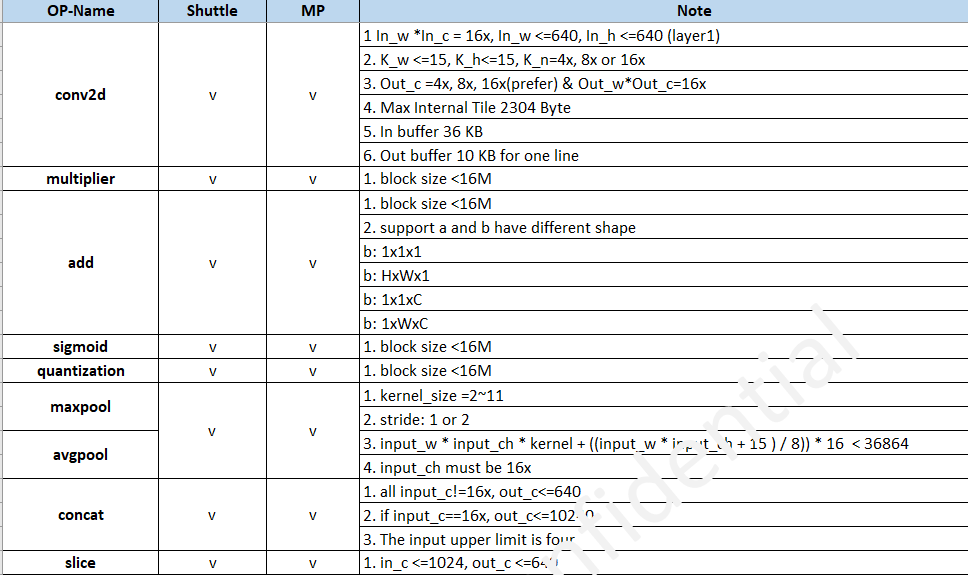 OP-Name Shuttle MP Note
conv2d v v
1 In_w *In_c = 16x, In_w <=640, In_h <=640 (layer1)
2. K_w <=15, K_h<=15, K_n=4x, 8x or 16x
3. Out_c =4x, 8x, 16x(prefer) & Out_w*Out_c=16x
4. Max Internal Tile 2304 Byte
5. In buffer 36 KB
6. Out buffer 10 KB for one line
multiplier v v 1. block size <16M
add v v
1. block size <16M
2. support a and b have different shape
b: 1x1x1
b: HxWx1
b: 1x1xC
b: 1xWxC
sigmoid v v 1. block size <16M
quantization v v 1. block size <16M
maxpool
avgpool
v v
1. kernel_size =2~11
2. stride: 1 or 2
3. input_w * input_ch * kernel + ((input_w * input_ch + 15 ) / 8)) * 16 < 36864
4. input_ch must be 16x
concat v v
1. all input_c!=16x, out_c<=640
2. if input_c==16x, out_c<=10240
3. The input upper limit is four
slice v v 1. in_c <=1024, out_c <=640
nfidential